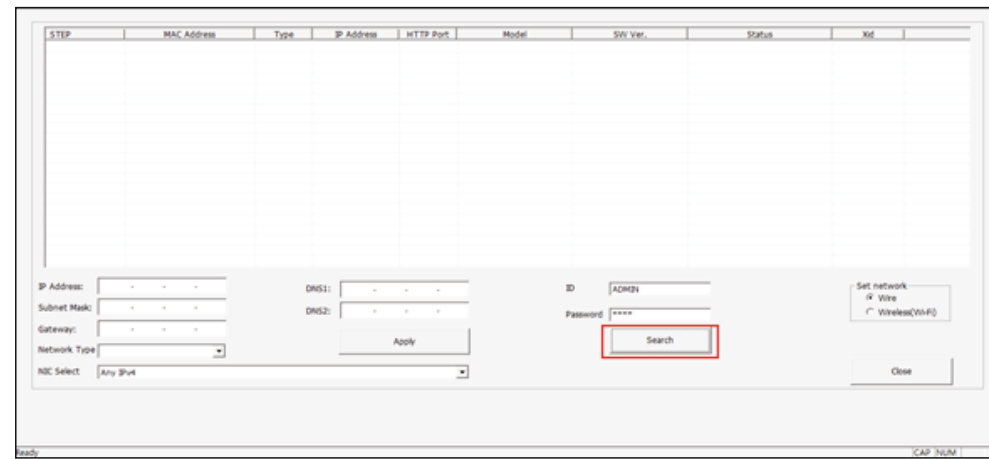 STEP MAC Address Type IP Address HTTP Port Model SW Ver. Status Xid
IP Address: DNS1: ID ADMIN Set network
Wire
Subnet Mask: DNS2: Password **** Wireless(Wi-Fi)
Gateway: Apply Search
Network Type
NIC Select Any IPv4 Close
Ready CAP NUM